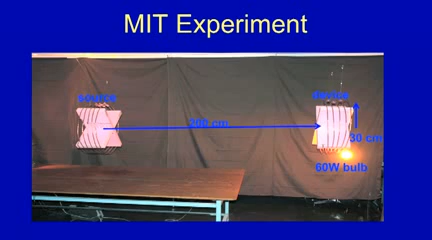 MIT Experiment
source
device
200 cm
30 cm
60W bulb